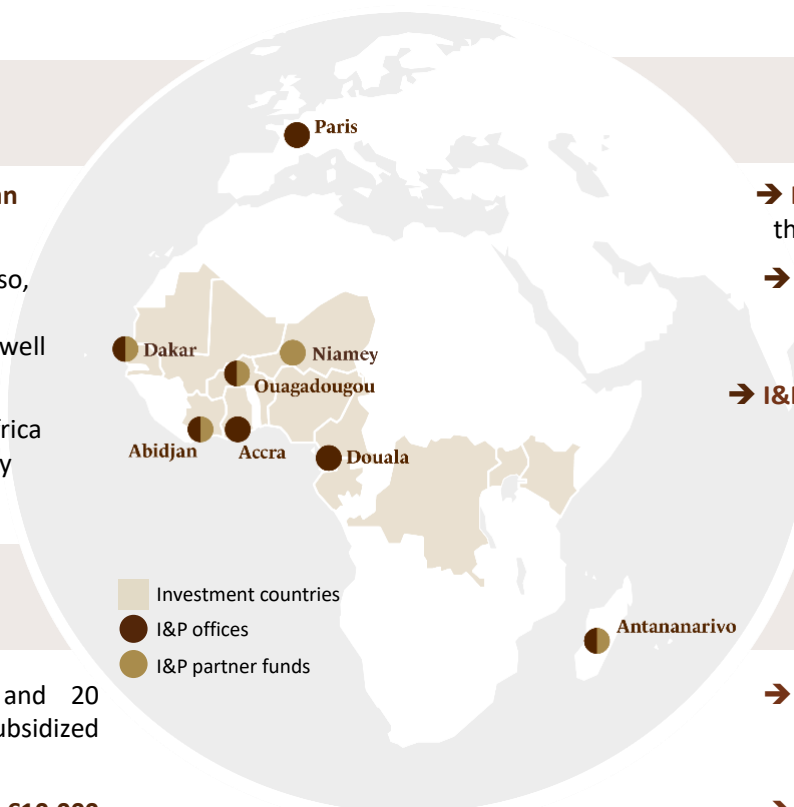 Paris
an
so,
well
rica
y
➔
th
➔
➔ I&
Dakar
Niamey
Ouagadougou
Abidjan
Accra
Douala
Investment countries
I&P offices
I&P partner funds
Antananarivo
and 20
ubsidized
➔